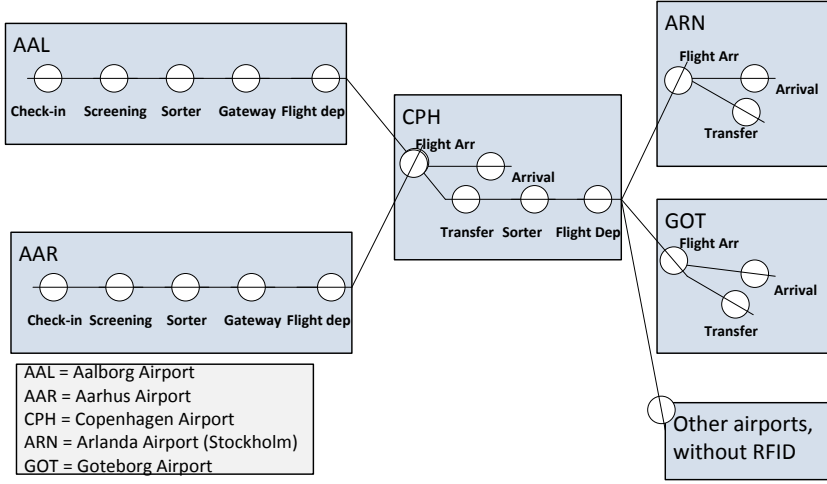 AAL
Check-in Screening Sorter Gateway Flight dep
AAR
Check-in Screening Sorter Gateway Flight dep
CPH
Flight Arr
Arrival
Transfer Sorter Flight Dep
ARN
Flight Arr
Arrival
Transfer
GOT
Flight Arr
Arrival
Transfer
Other airports,
without RFID
AAL = Aalborg Airport
AAR = Aarhus Airport
CPH = Copenhagen Airport
ARN = Arlanda Airport (Stockholm)
GOT = Goteborg Airport